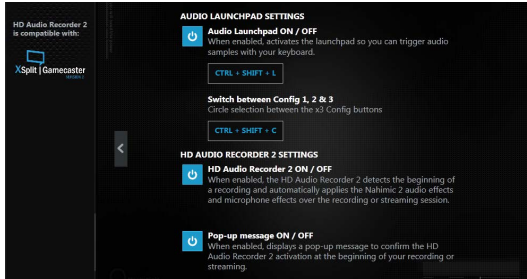 HD Audio Recorder 2
is compatible with:
XSplit | Gamecaster
AUDIO LAUNCHPAD SETTINGS
Audio Launchpad ON / OFF
When enabled, activates the launchpad so you can trigger audio
samples with your keyboard.
CTRL + SHIFT + L
Switch between Config 1, 2 & 3
Circle selection between the x3 Config buttons
CTRL + SHIFT + C
HD AUDIO RECORDER 2 SETTINGS
HD Audio Recorder 2 ON / OFF
When enabled, the HD Audio Recorder 2 detects the beginning of
a recording and automatically applies the Nahimic 2 audio effects
and microphone effects over the recording or streaming session.
Pop-up message ON / OFF
When enabled, displays a pop-up message to confirm the HD
Audio Recorder 2 activation at the beginning of your recording or
streaming.